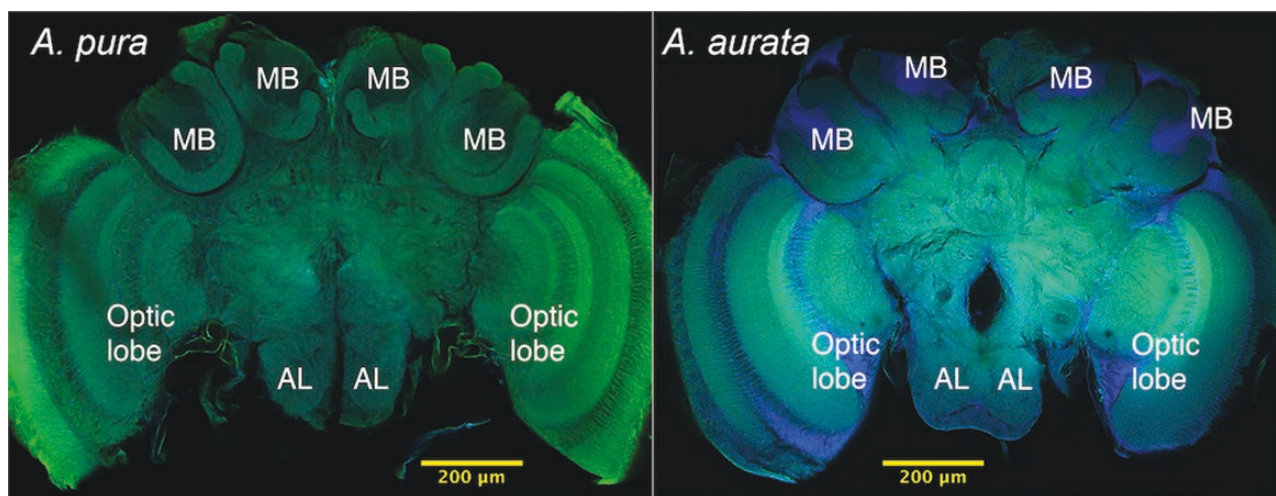 A. pura
MB
MB
MB
MB
Optic
lobe
AL
AL
Optic
lobe
200 µm
A. aurata
MB
MB
MB
MB
Optic
lobe
AL
AL
Optic
lobe
200 µm